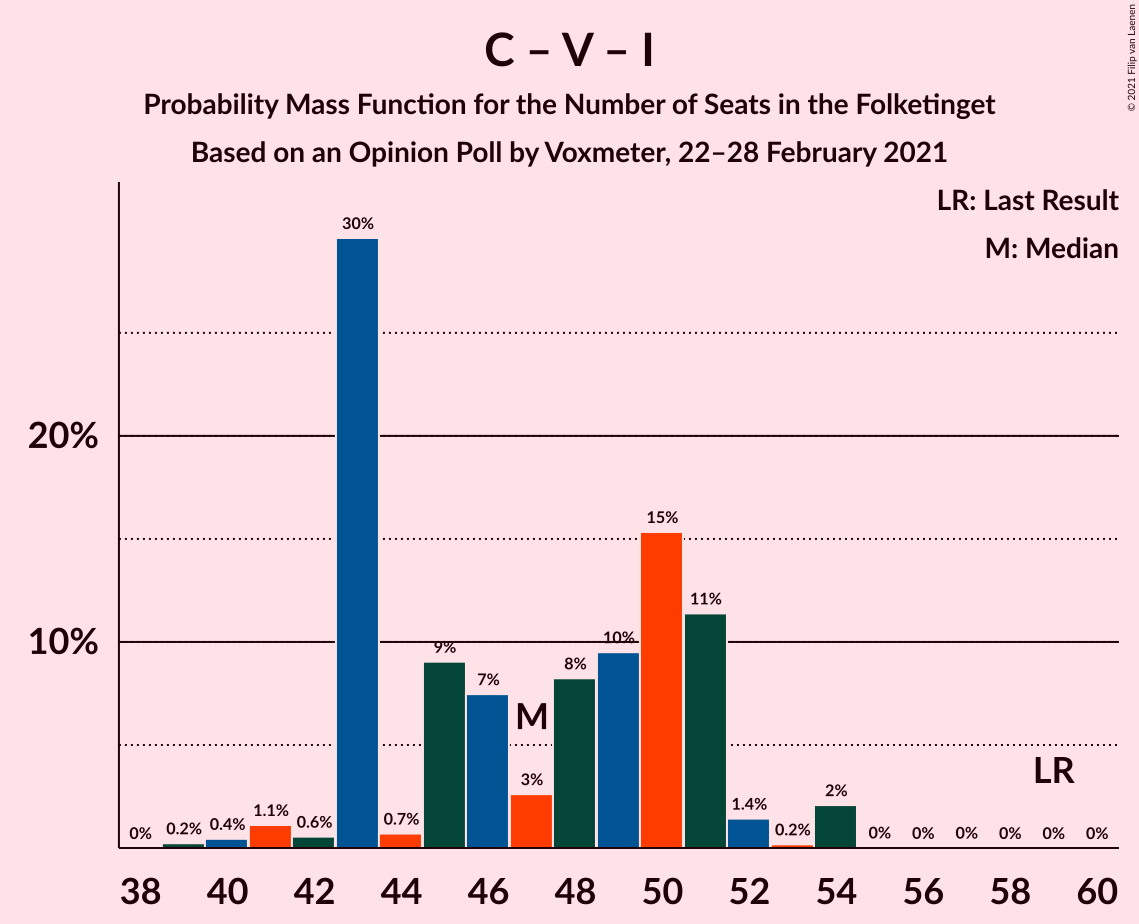 C – V – I
Probability Mass Function for the Number of Seats in the Folketinget
Based on an Opinion Poll by Voxmeter, 22–28 February 2021
© 2021 Filip van Laenen
LR: Last Result
M: Median
30%
20%
15%
11%
10%
10%
9%
8%
7%
M
3%
LR
0% 0.2% 0.4% 1.1% 0.6% 0.7% 1.4% 0.2% 2% 0% 0% 0% 0% 0% 0%
38 40 42 44 46 48 50 52 54 56 58 60